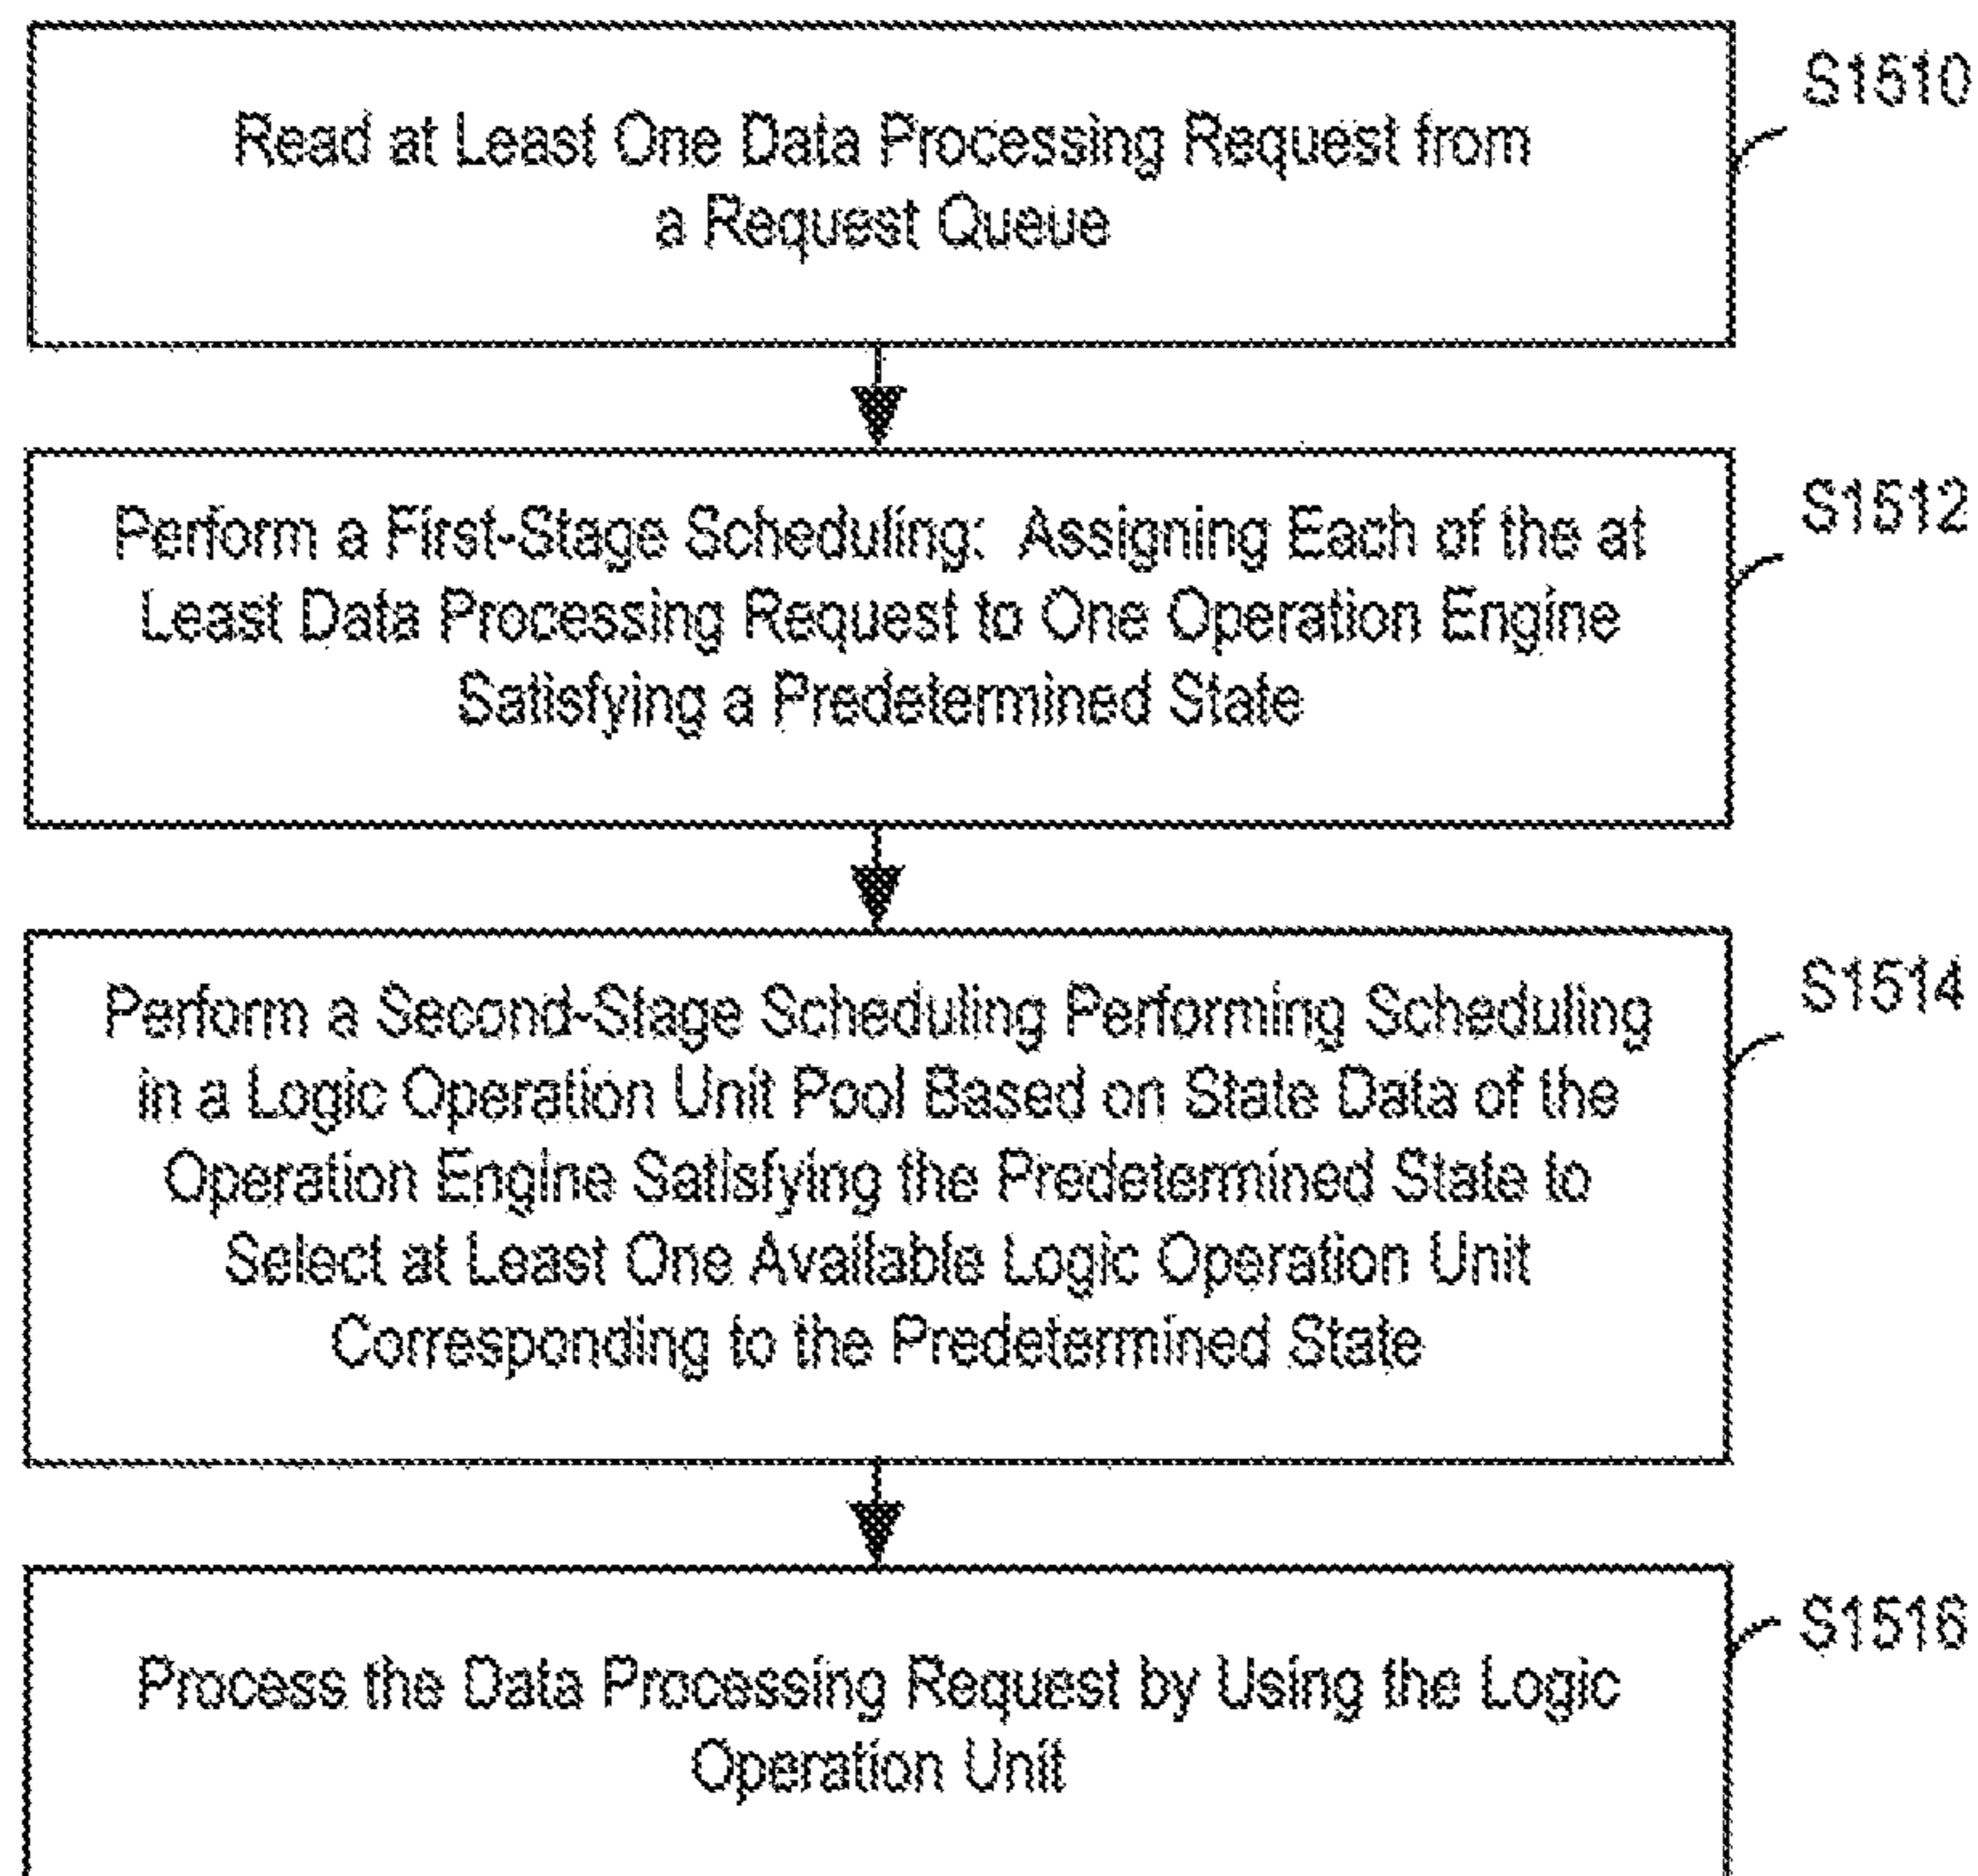 Read at Least One Data Processing Request from
a Request Queue
S1510
Perform a First-Stage Scheduling: Assigning Each of the at
Least Data Processing Request to One Operation Engine
Satisfying a Predetermined State
S1512
Perform a Second-Stage Scheduling Performing Scheduling
in a Logic Operation Unit Pool Based on State Data of the
Operation Engine Satisfying the Predetermined State to
Select at Least One Available Logic Operation Unit
Corresponding to the Predetermined State
S1514
Process the Data Processing Request by Using the Logic
Operation Unit
S1516